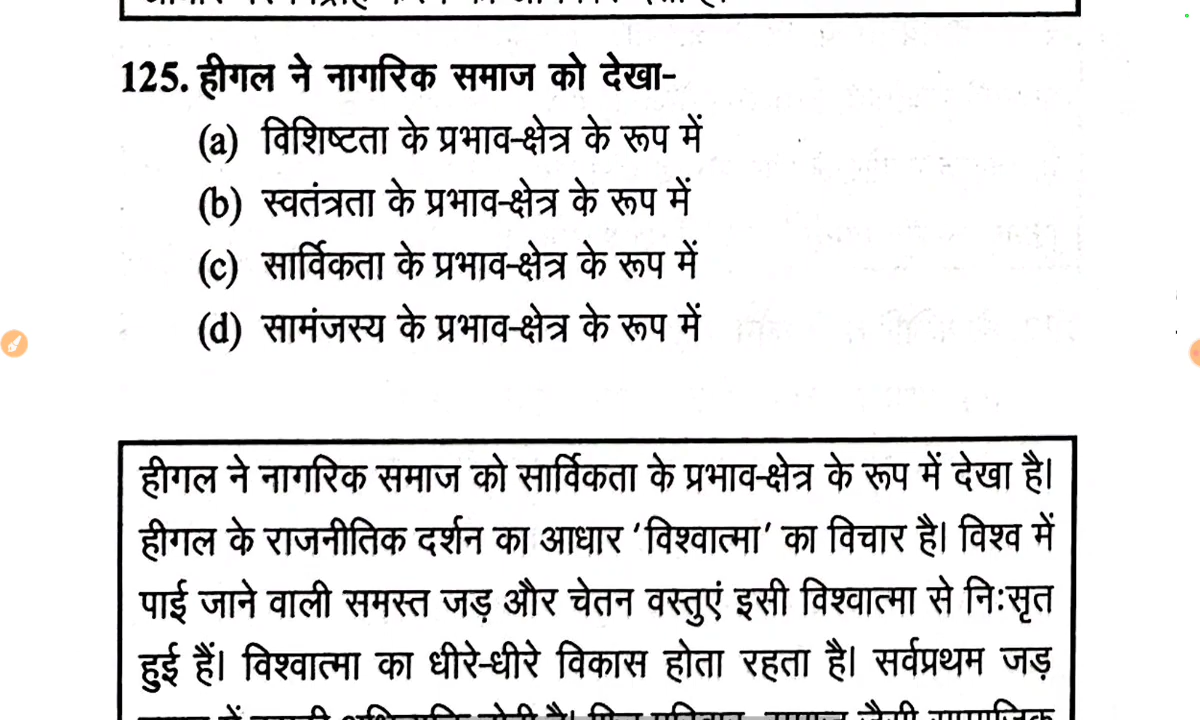 125. हीगल ने नागरिक समाज को देखा-
(a) विशिष्टता के प्रभाव-क्षेत्र के रूप में
(b) स्वतंत्रता के प्रभाव-क्षेत्र के रूप में
(c) सार्विकता के प्रभाव-क्षेत्र के रूप में
(d) सामंजस्य के प्रभाव-क्षेत्र के रूप में
हीगल ने नागरिक समाज को सार्विकता के प्रभाव-क्षेत्र के रूप में देखा है।
हीगल के राजनीतिक दर्शन का आधार 'विश्वात्मा' का विचार है। विश्व में
पाई जाने वाली समस्त जड़ और चेतन वस्तुएं इसी विश्वात्मा से निःसृत
हुई हैं। विश्वात्मा का धीरे-धीरे विकास होता रहता है। सर्वप्रथम जड़